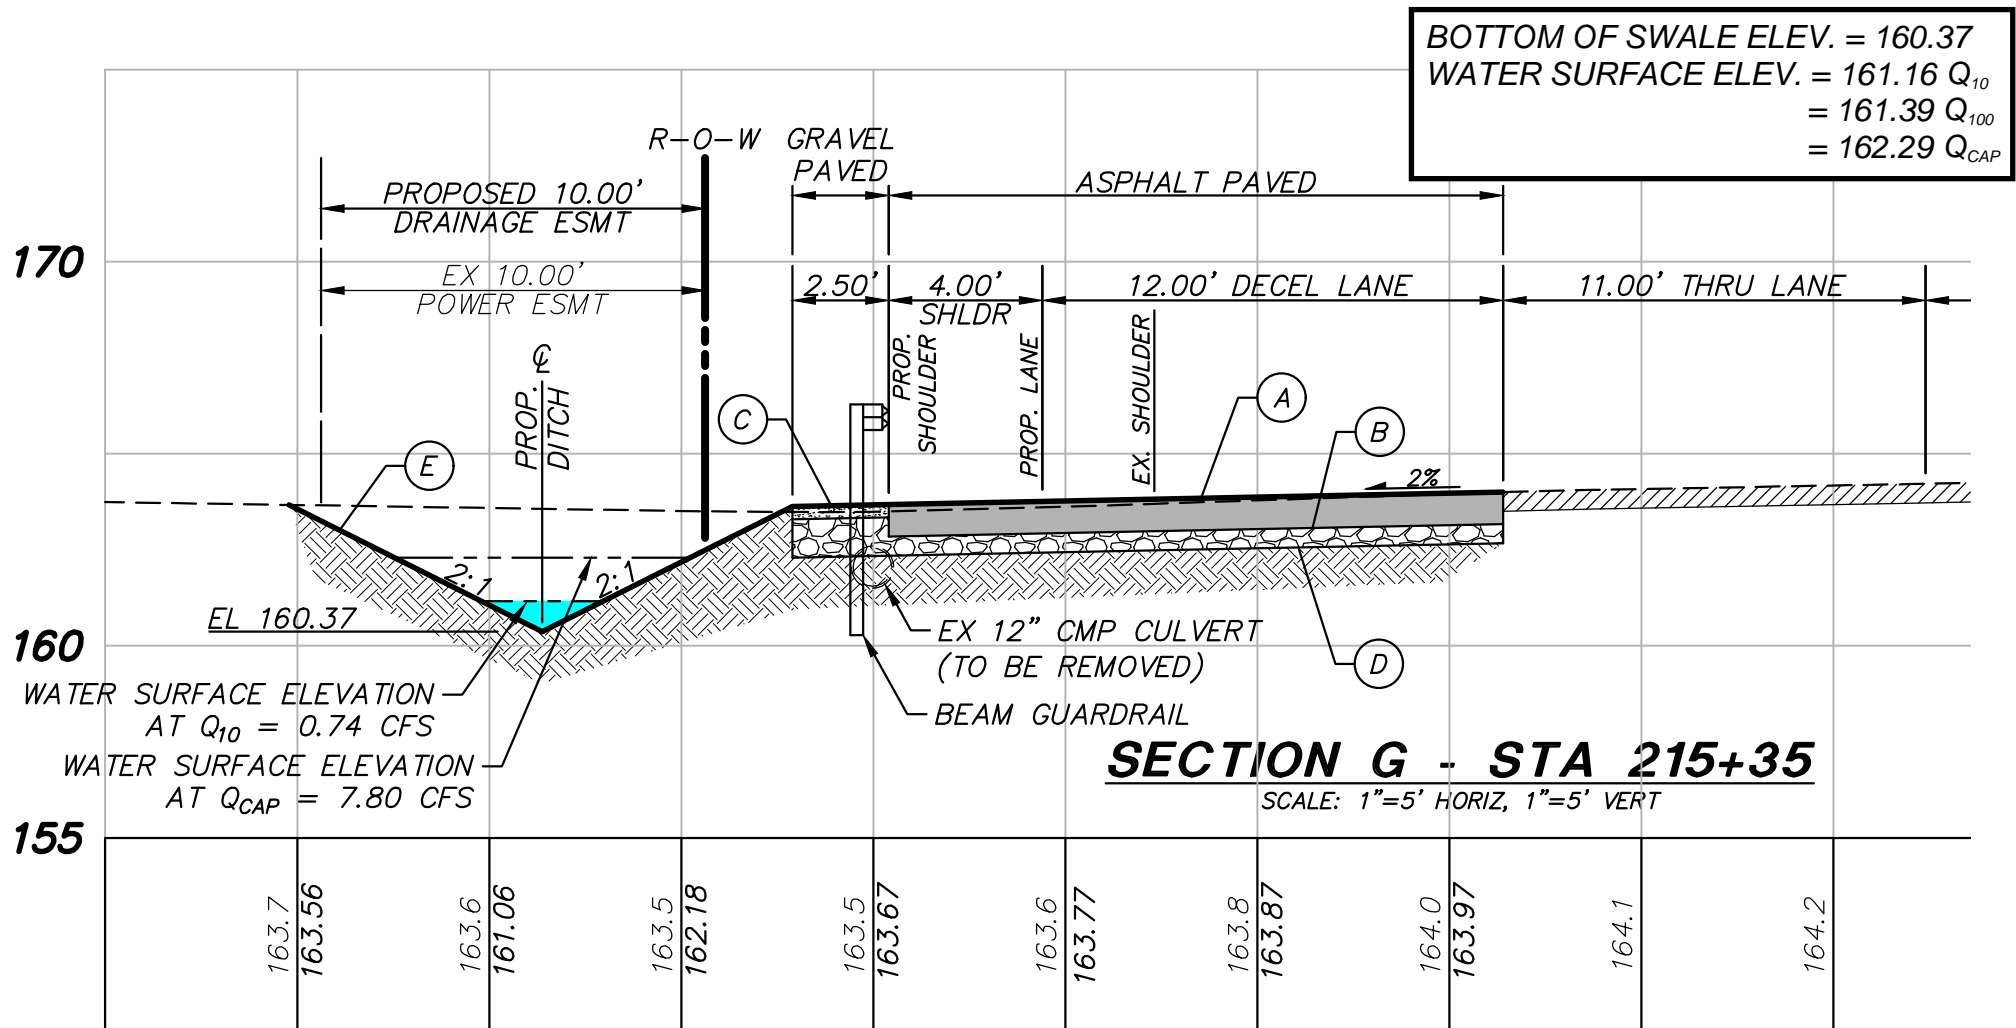 BOTTOM OF SWALE ELEV. = 160.37
WATER SURFACE ELEV. = 161.16 Q10
= 161.39 Q100
= 162.29 QCAP
R-O-W
GRAVEL
PAVED
PROPOSED 10.00'
DRAINAGE ESMT
ASPHALT PAVED
170
EX 10.00'
POWER ESMT
2.50'
4.00'
SHLDR
12.00' DECEL LANE
11.00' THRU LANE
℄
PROP.
DITCH
PROP.
SHOULDER
PROP. LANE
EX. SHOULDER
A
C
B
E
2%
2:1
2:1
EL 160.37
160
EX 12" CMP CULVERT
(TO BE REMOVED)
D
WATER SURFACE ELEVATION
AT Q10 = 0.74 CFS
BEAM GUARDRAIL
WATER SURFACE ELEVATION
AT QCAP = 7.80 CFS
SECTION G - STA 215+35
SCALE: 1"=5' HORIZ, 1"=5' VERT
155
163.7
163.56
163.6
161.06
163.5
162.18
163.5
163.67
163.6
163.77
163.8
163.87
164.0
163.97
164.1
164.2